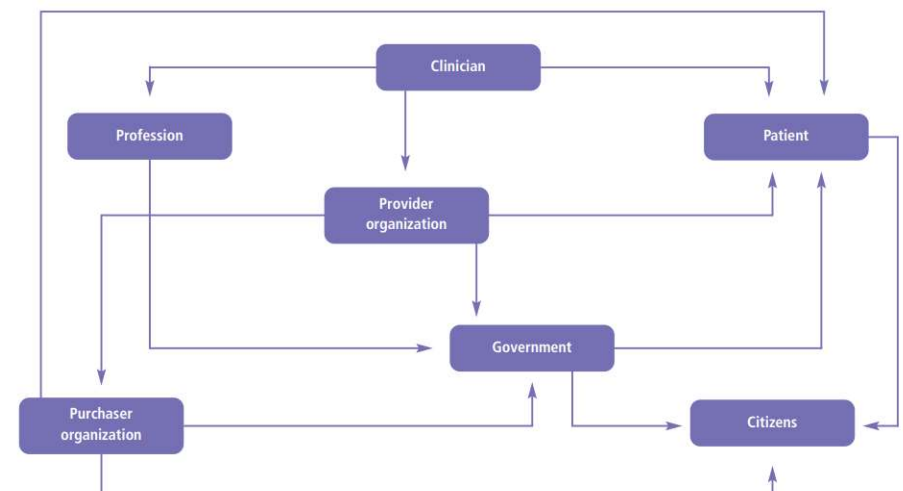 Clinician
Profession
Patient
Provider
organization
Government
Purchaser
organization
Citizens